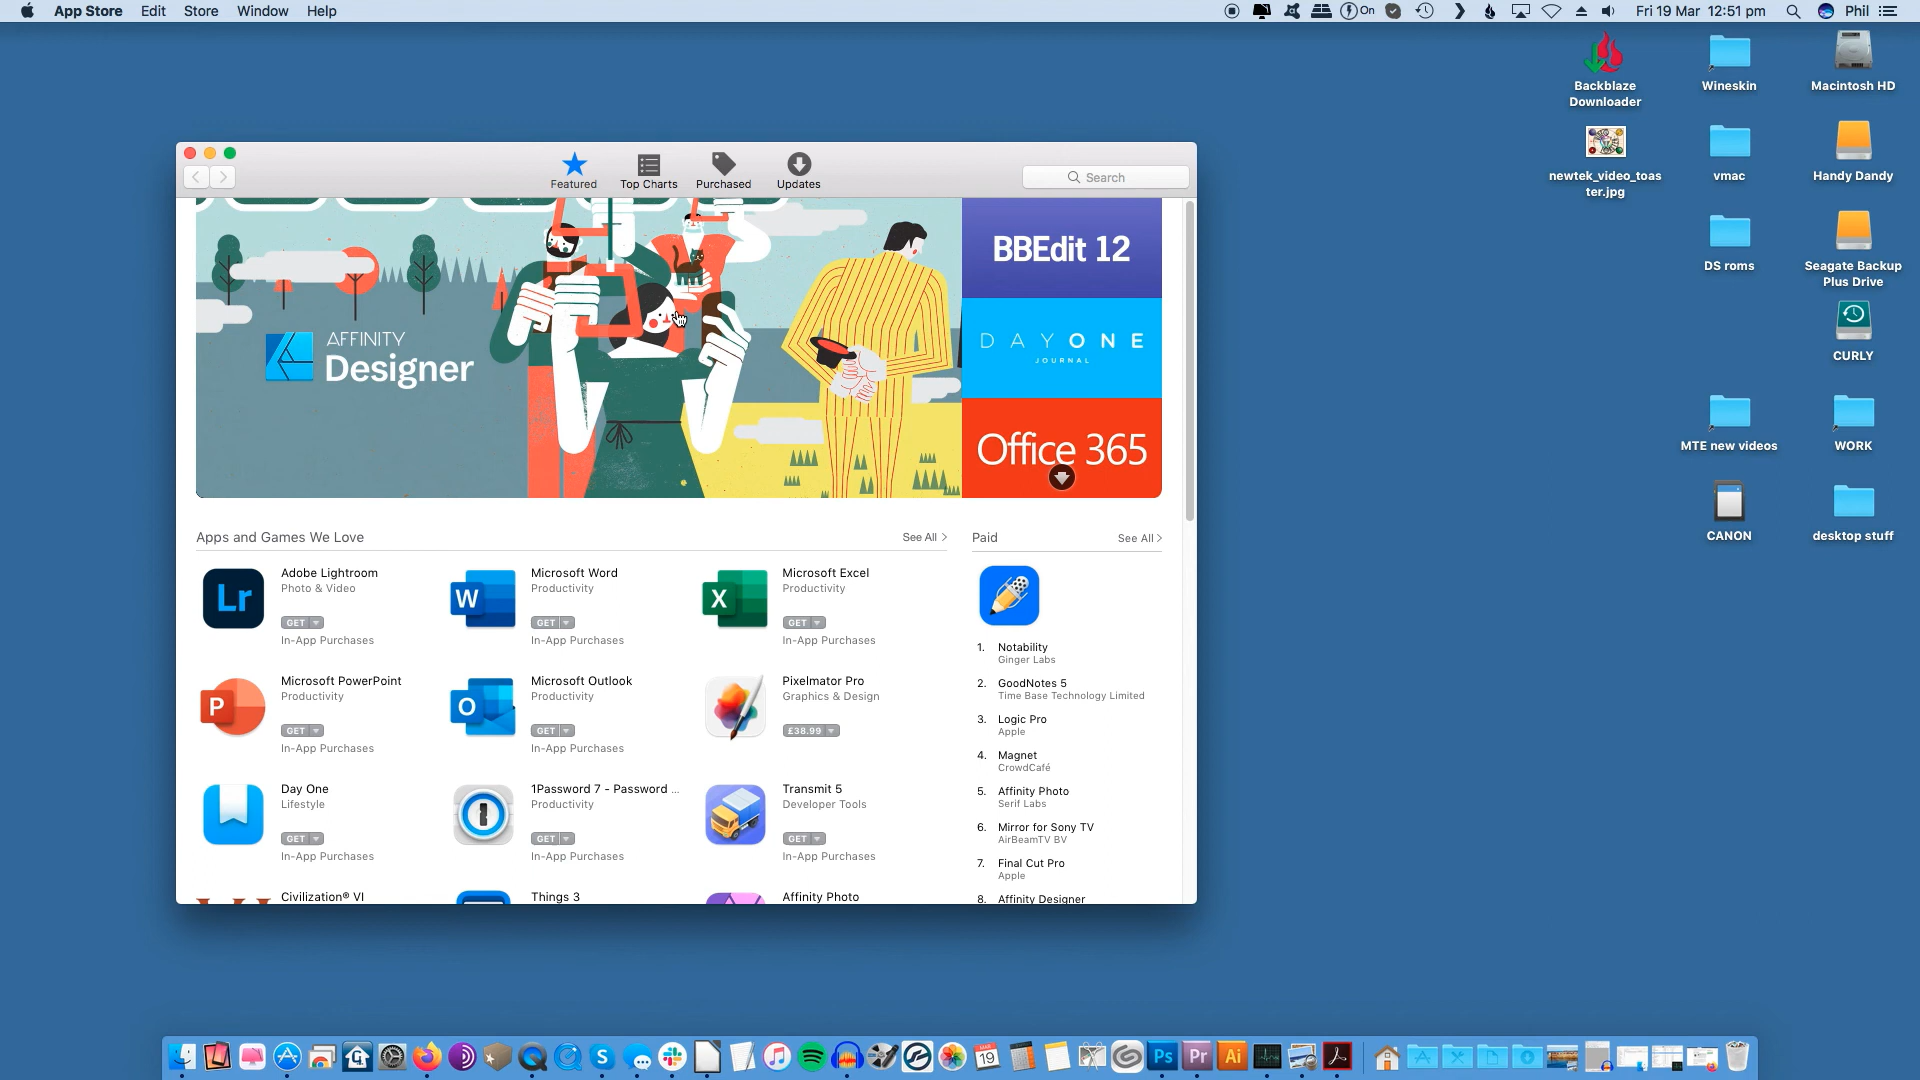 App Store Edit Store Window Help
On Fri 19 Mar 12:51 pm Phil
Backblaze
Downloader
Wineskin
Macintosh HD
newtek_video_toas
ter.jpg
vmac
Handy Dandy
DS roms
Seagate Backup
Plus Drive
CURLY
MTE new videos
WORK
CANON
desktop stuff
Featured Top Charts Purchased Updates
Search
AFFINITY
Designer
BBEdit 12
DAY ONE
JOURNAL
Office 365
Apps and Games We Love
See All >
Paid
See All >
Lr
Adobe Lightroom
Photo & Video
GET
In-App Purchases
W
Microsoft Word
Productivity
GET
In-App Purchases
X
Microsoft Excel
Productivity
GET
In-App Purchases
P
Microsoft PowerPoint
Productivity
GET
In-App Purchases
O
Microsoft Outlook
Productivity
GET
In-App Purchases
Pixelmator Pro
Graphics & Design
£38.99
Day One
Lifestyle
GET
In-App Purchases
1Password 7 - Password ...
Productivity
GET
In-App Purchases
Transmit 5
Developer Tools
GET
In-App Purchases
Civilization® VI
Things 3
Affinity Photo
1. Notability
Ginger Labs
2. GoodNotes 5
Time Base Technology Limited
3. Logic Pro
Apple
4. Magnet
CrowdCafé
5. Affinity Photo
Serif Labs
6. Mirror for Sony TV
AirBeamTV BV
7. Final Cut Pro
Apple
8. Affinity Designer
S
MAR
19
Ps
Pr
Ai